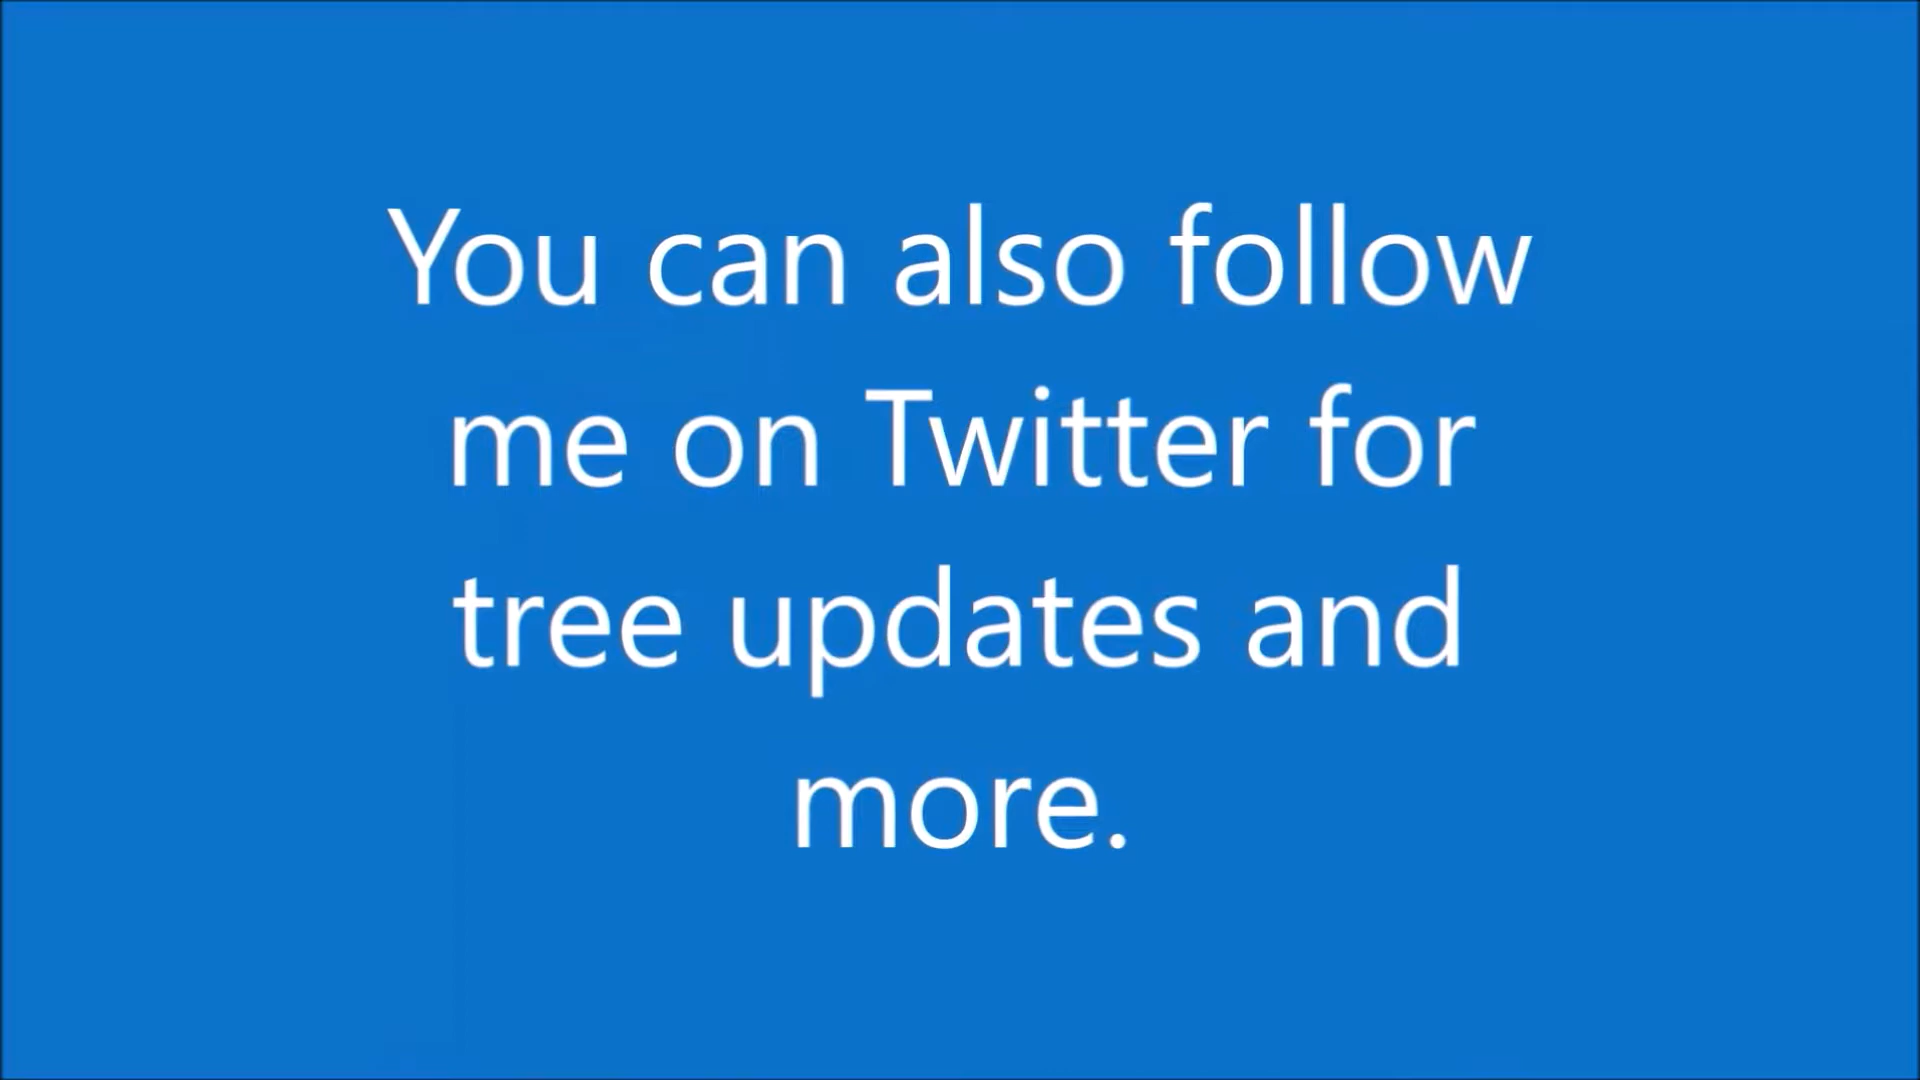 You can also follow
me on Twitter for
tree updates and
more.